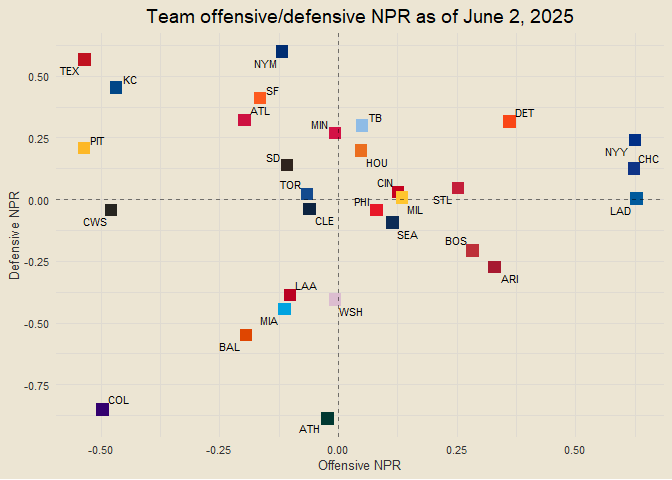 Team offensive/defensive NPR as of June 2, 2025
NYM
TEX
KC
0.50
SF
ATL
DET
TB
MIN
0.25
NYY
PIT
HOU
CHC
SD
TOR
CIN
STL
0.00
PHI
MIL
LAD
CWS
CLE
SEA
BOS
Defensive NPR
-0.25
ARI
LAA
WSH
MIA
-0.50
BAL
-0.75
COL
ATH
-0.50
-0.25
0.00
0.25
0.50
Offensive NPR